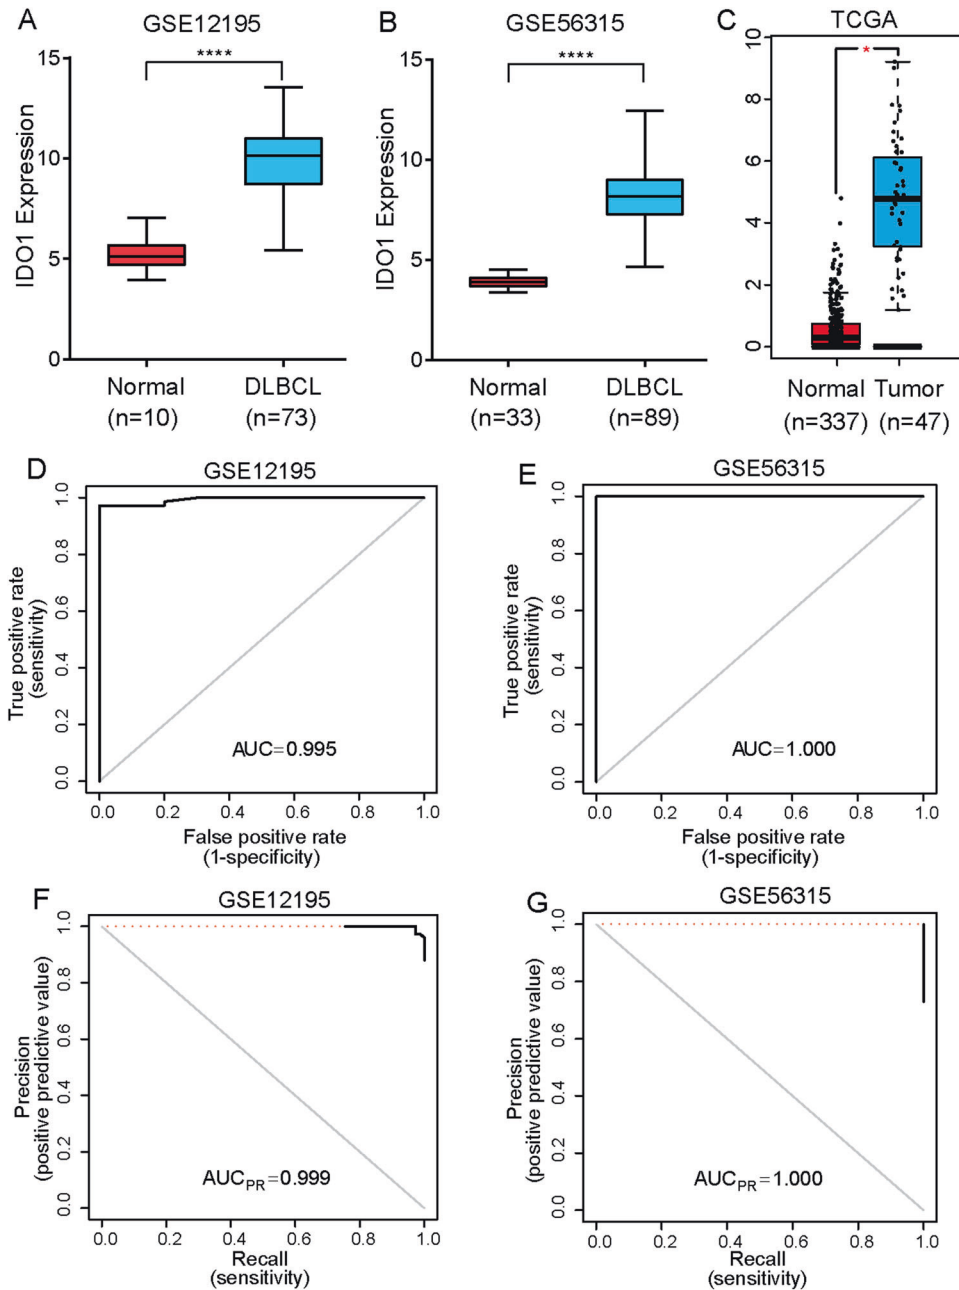 A
GSE12195
IDO1 Expression
15
10
5
0
****
Normal
(n=10)
DLBCL
(n=73)
B
GSE56315
IDO1 Expression
15
10
5
0
****
Normal
(n=33)
DLBCL
(n=89)
C
TCGA
10
8
6
4
2
0
*
Normal
(n=337)
Tumor
(n=47)
D
GSE12195
True positive rate
(sensitivity)
1.0
0.8
0.6
0.4
0.2
0.0
AUC=0.995
0.0 0.2 0.4 0.6 0.8 1.0
False positive rate
(1-specificity)
E
GSE56315
True positive rate
(sensitivity)
1.0
0.8
0.6
0.4
0.2
0.0
AUC=1.000
0.0 0.2 0.4 0.6 0.8 1.0
False positive rate
(1-specificity)
F
GSE12195
Precision
(positive predictive value)
1.0
0.8
0.6
0.4
0.2
0.0
AUCPR=0.999
0.0 0.2 0.4 0.6 0.8 1.0
Recall
(sensitivity)
G
GSE56315
Precision
(positive predictive value)
1.0
0.8
0.6
0.4
0.2
0.0
AUCPR=1.000
0.0 0.2 0.4 0.6 0.8 1.0
Recall
(sensitivity)